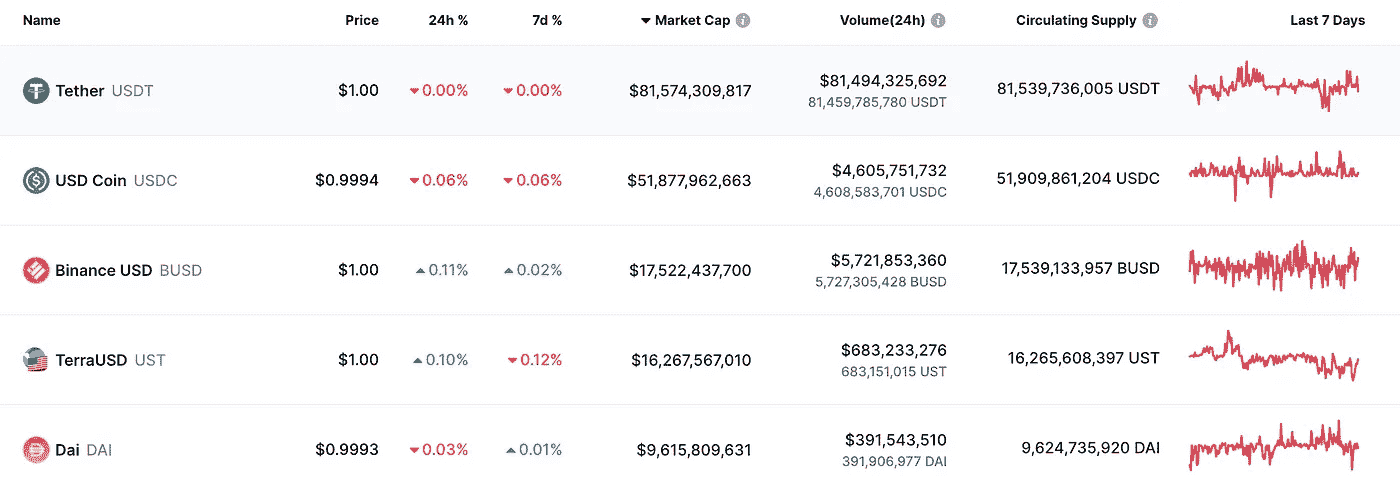 Name Price 24h % 7d % Market Cap Volume(24h) Circulating Supply Last 7 Days
Tether USDT $1.00 0.00% 0.00% $81,574,309,817 $81,494,325,692 81,539,736,005 USDT
81,459,785,780 USDT
USD Coin USDC $0.9994 0.06% 0.06% $51,877,962,663 $4,605,751,732 51,909,861,204 USDC
4,608,583,701 USDC
Binance USD BUSD $1.00 0.11% 0.02% $17,522,437,700 $5,721,853,360 17,539,133,957 BUSD
5,727,305,428 BUSD
TerraUSD UST $1.00 0.10% 0.12% $16,267,567,010 $683,233,276 16,265,608,397 UST
683,151,015 UST
Dai DAI $0.9993 0.03% 0.01% $9,615,809,631 $391,543,510 9,624,735,920 DAI
391,906,977 DAI